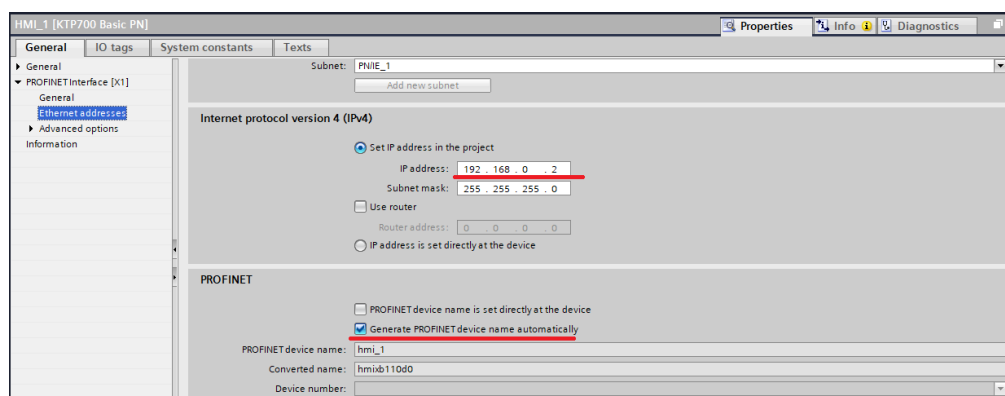 HMI_1 [KTP700 Basic PN]
Properties Info Diagnostics
General IO tags System constants Texts
General
PROFINET Interface [X1]
General
Ethernet addresses
Advanced options
Information
Subnet: PN/IE_1
Add new subnet
Internet protocol version 4 (IPv4)
Set IP address in the project
IP address: 192 . 168 . 0 . 2
Subnet mask: 255 . 255 . 255 . 0
Use router
Router address: 0 . 0 . 0 . 0
IP address is set directly at the device
PROFINET
PROFINET device name is set directly at the device
Generate PROFINET device name automatically
PROFINET device name: hmi_1
Converted name: hmixb110d0
Device number: